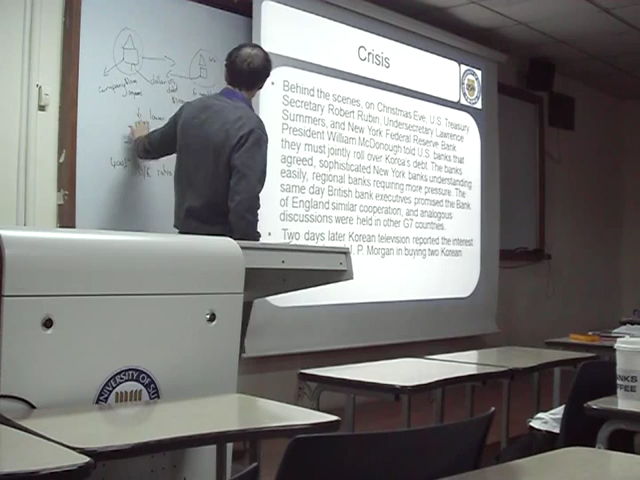 Crisis
• Behind the scenes, on Christmas Eve, U.S. Treasury
Secretary Robert Rubin, Undersecretary Lawrence
Summers, and New York Federal Reserve Bank
President William McDonough told U.S. banks that
they must jointly roll over Korea's debt. The banks
agreed, sophisticated New York banks understanding
easily, regional banks requiring more pressure. The
same day British bank executives promised the Bank
of England similar cooperation, and analogous
discussions were held in other G7 countries.
• Two days later Korean television reported the interest
J. P. Morgan in buying two Korean
UNIVERSITY OF SU